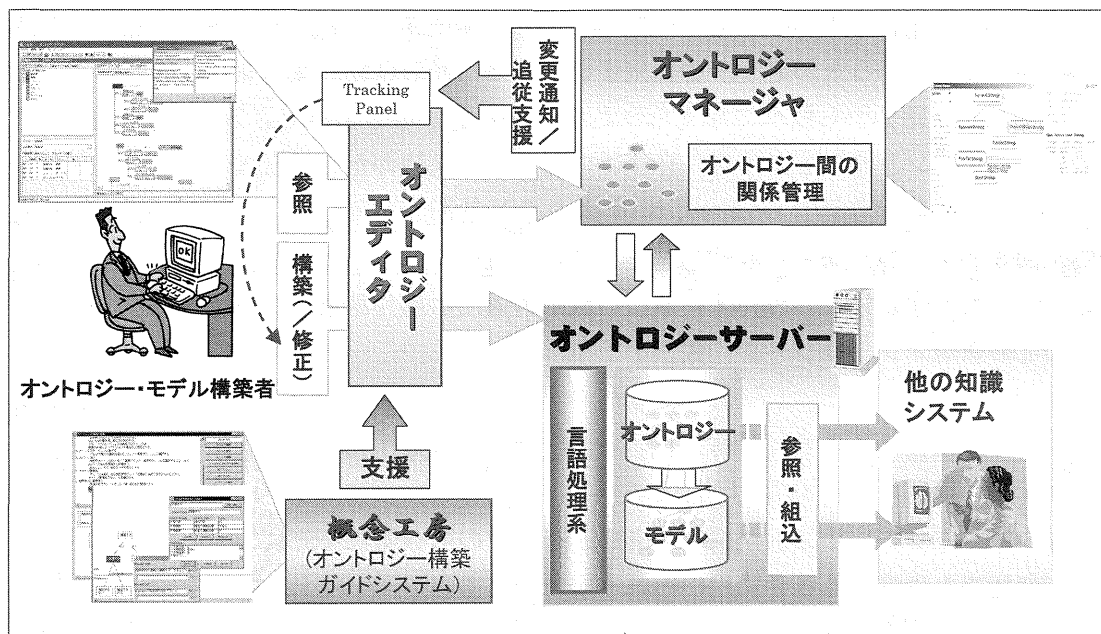 変更通知／
追従支援
オントロジー
マネージャ
Tracking
Panel
オントロジー間の
関係管理
参照
オントロジー
エディタ
構築(／修正)
OK
オントロジーサーバー
オントロジー・モデル構築者
他の知識
システム
言語処理系
オントロジー
参照・組込
モデル
支援
概念工房
(オントロジー構築
ガイドシステム)